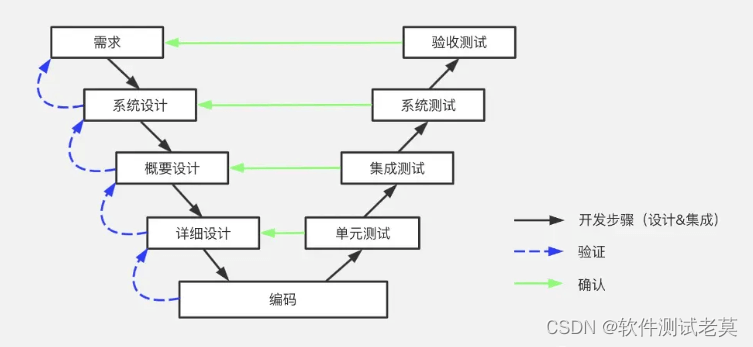 需求
验收测试
系统设计
系统测试
概要设计
集成测试
详细设计
单元测试
编码
开发步骤（设计&集成）
验证
确认
CSDN @软件测试老莫